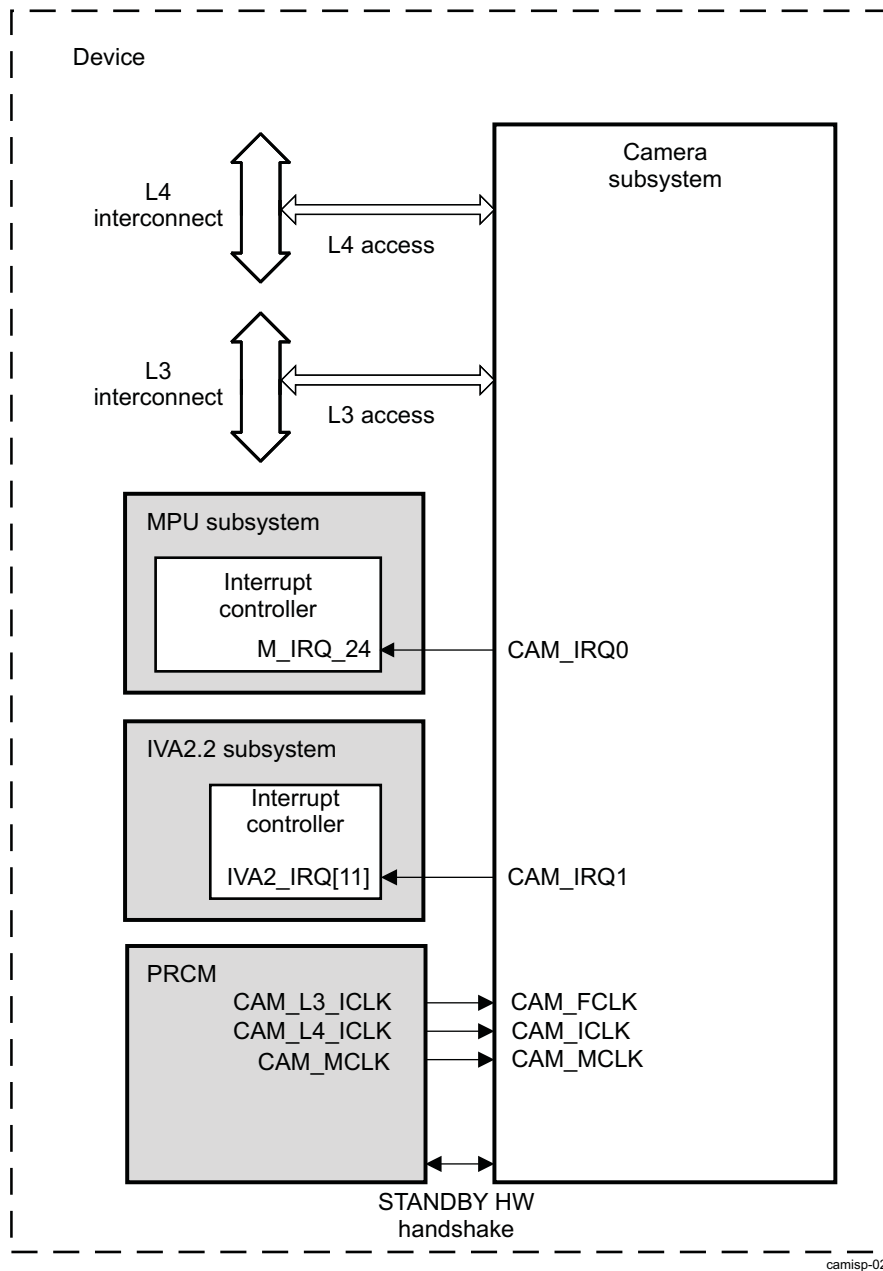 Device
Camera
subsystem
L4
interconnect
L4 access
L3
interconnect
L3 access
MPU subsystem
Interrupt
controller
M_IRQ_24
CAM_IRQ0
IVA2.2 subsystem
Interrupt
controller
IVA2_IRQ[11]
CAM_IRQ1
PRCM
CAM_L3_ICLK
CAM_FCLK
CAM_L4_ICLK
CAM_ICLK
CAM_MCLK
CAM_MCLK
STANDBY HW
handshake